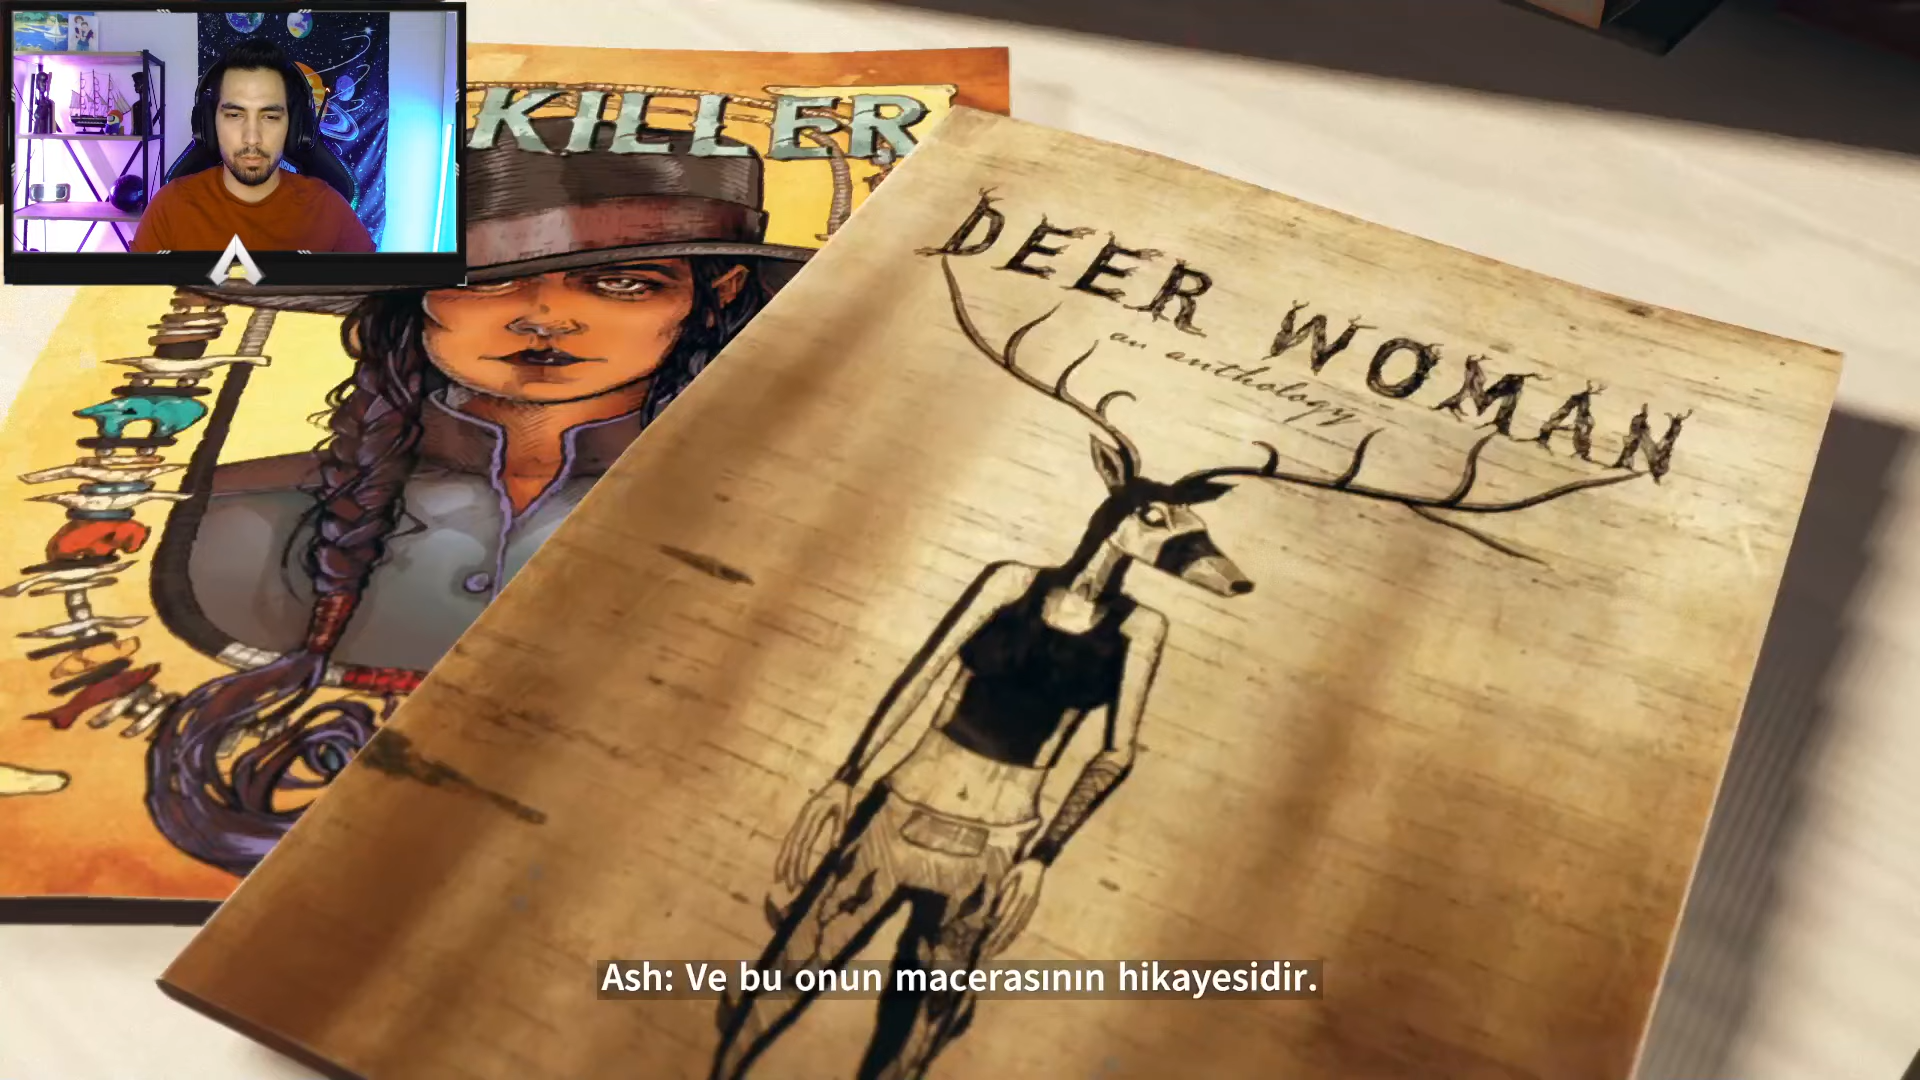 KILLER
DEER WOMAN
an anthology
Ash: Ve bu onun macerasının hikayesidir.